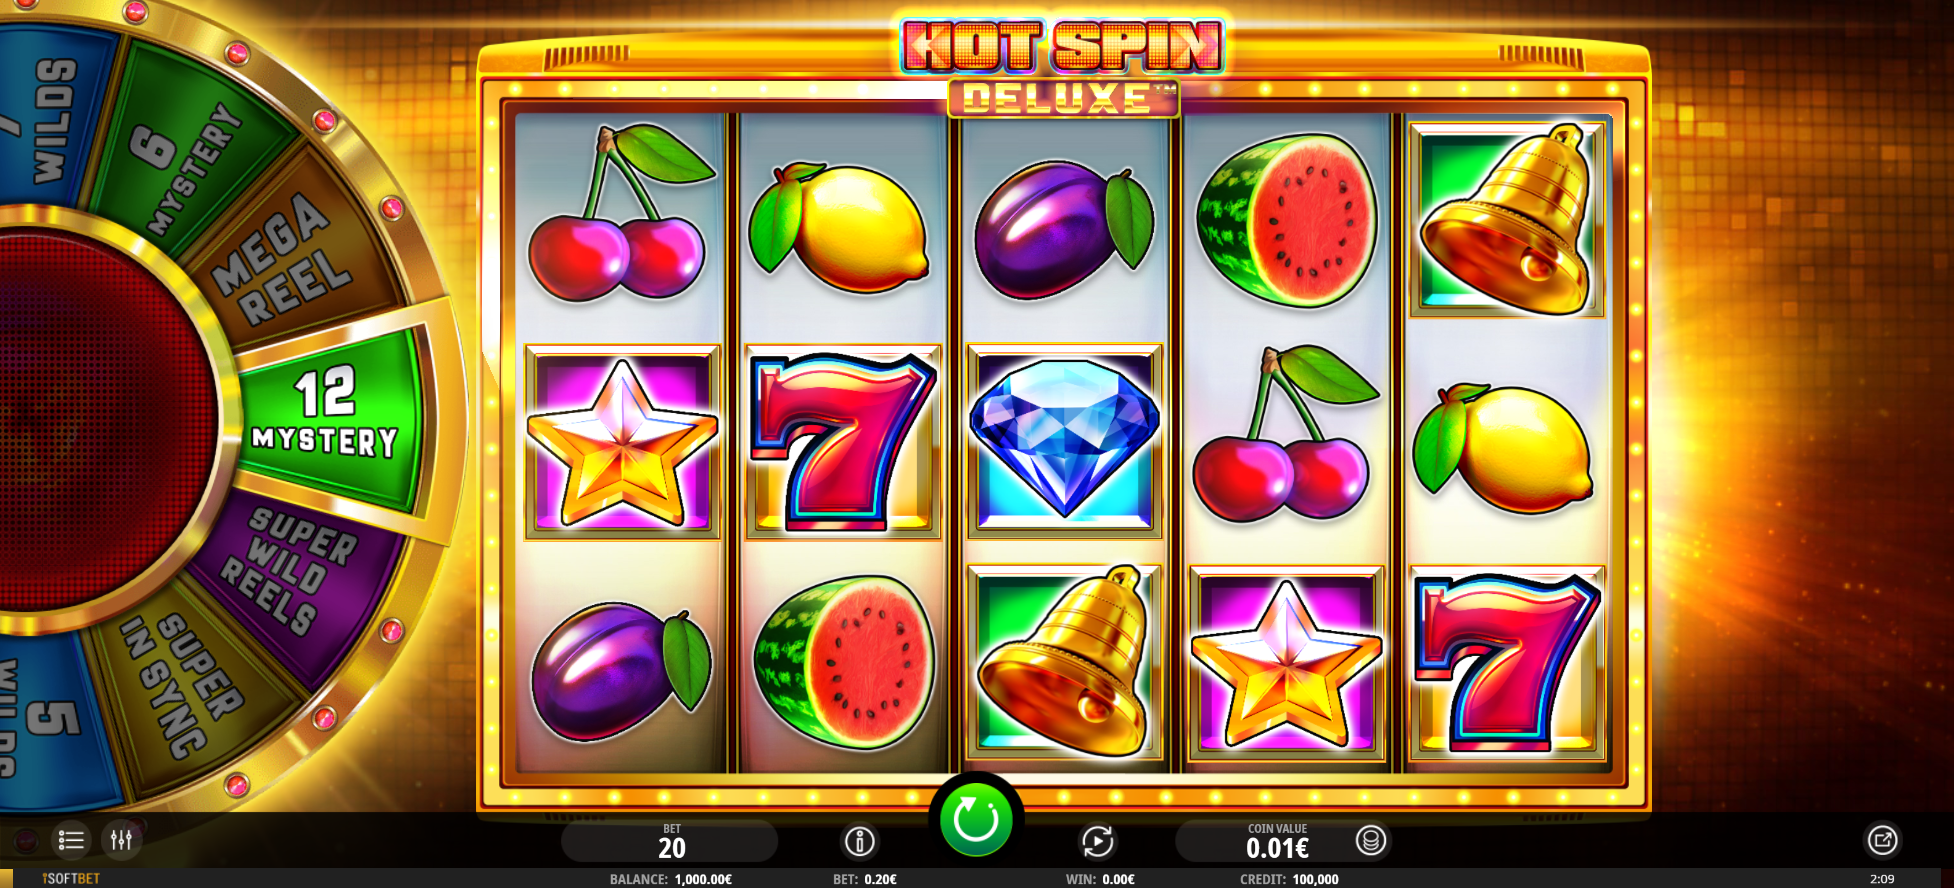 HOT SPIN
DELUXE™
7
WILDS
6
MYSTERY
MEGA
REEL
12
MYSTERY
SUPER
WILD
REELS
SUPER
IN SYNC
5
WILDS
BET
20
COIN VALUE
0.01€
iSOFTBET
BALANCE: 1,000.00€
BET: 0.20€
WIN: 0.00€
CREDIT: 100,000
2:09